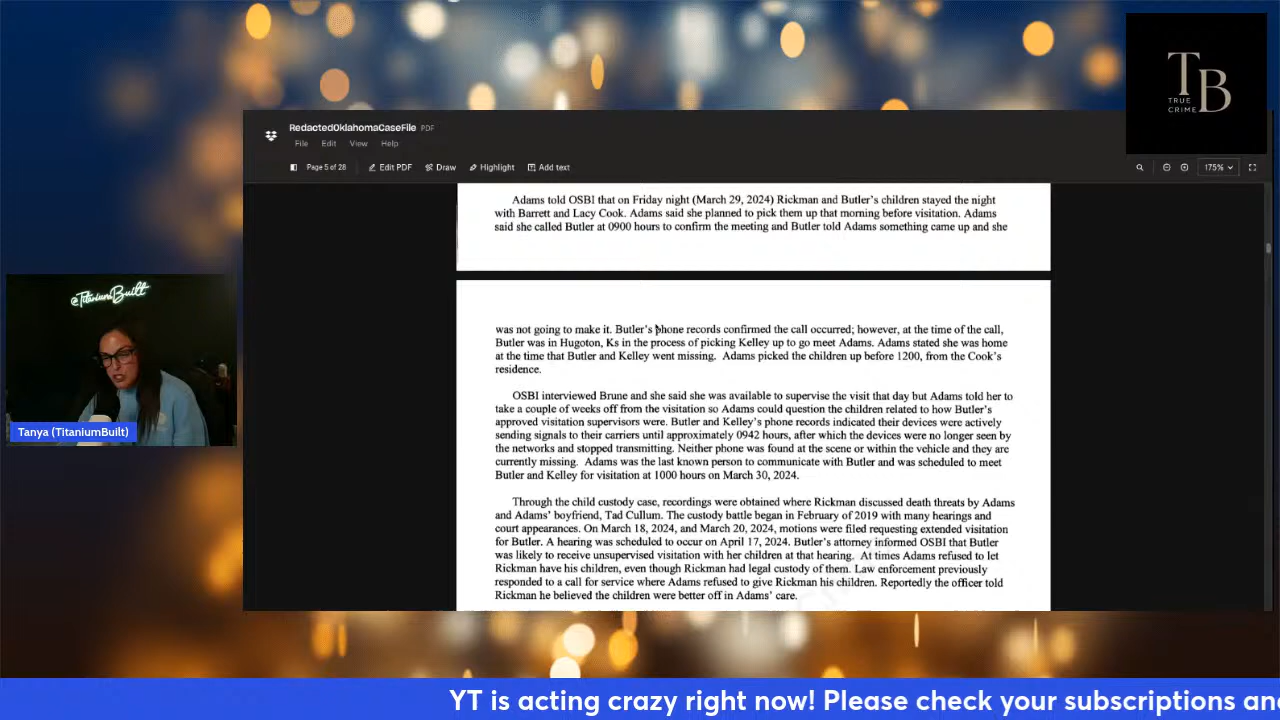 TB
TRUE
CRIME
RedactedOklahomaCaseFile PDF
File Edit View Help
Page 5 of 28 Edit PDF Draw Highlight Add text 175%
Adams told OSBI that on Friday night (March 29, 2024) Rickman and Butler's children stayed the night
with Barrett and Lacy Cook. Adams said she planned to pick them up that morning before visitation. Adams
said she called Butler at 0900 hours to confirm the meeting and Butler told Adams something came up and she
was not going to make it. Butler's phone records confirmed the call occurred; however, at the time of the call,
Butler was in Hugoton, Ks in the process of picking Kelley up to go meet Adams. Adams stated she was home
at the time that Butler and Kelley went missing. Adams picked the children up before 1200, from the Cook's
residence.
OSBI interviewed Brune and she said she was available to supervise the visit that day but Adams told her to
take a couple of weeks off from the visitation so Adams could question the children related to how Butler's
approved visitation supervisors were. Butler and Kelley's phone records indicated their devices were actively
sending signals to their carriers until approximately 0942 hours, after which the devices were no longer seen by
the networks and stopped transmitting. Neither phone was found at the scene or within the vehicle and they are
currently missing. Adams was the last known person to communicate with Butler and was scheduled to meet
Butler and Kelley for visitation at 1000 hours on March 30, 2024.
Through the child custody case, recordings were obtained where Rickman discussed death threats by Adams
and Adams' boyfriend, Tad Cullum. The custody battle began in February of 2019 with many hearings and
court appearances. On March 18, 2024, and March 20, 2024, motions were filed requesting extended visitation
for Butler. A hearing was scheduled to occur on April 17, 2024. Butler's attorney informed OSBI that Butler
was likely to receive unsupervised visitation with her children at that hearing. At times Adams refused to let
Rickman have his children, even though Rickman had legal custody of them. Law enforcement previously
responded to a call for service where Adams refused to give Rickman his children. Reportedly the officer told
Rickman he believed the children were better off in Adams' care.
@TitaniumBuilt
Tanya (TitaniumBuilt)
YT is acting crazy right now! Please check your subscriptions and